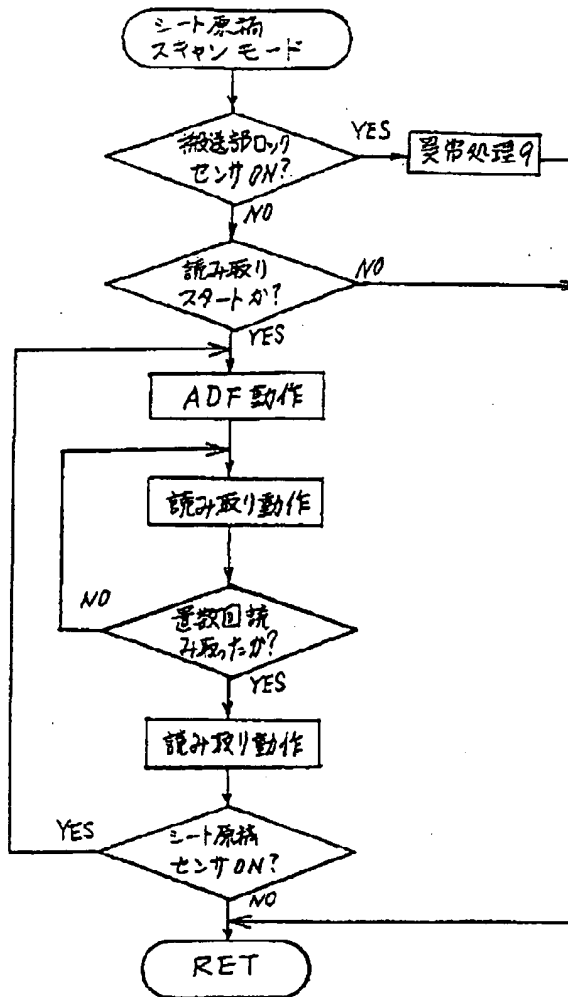 シート原稿
スキャンモード
搬送部ロック
センサON?
YES
異常処理9
NO
読み取り
スタートか?
NO
YES
ADF動作
読み取り動作
NO
置数回読
み取ったか?
YES
読み取り動作
YES
シート原稿
センサON?
NO
RET